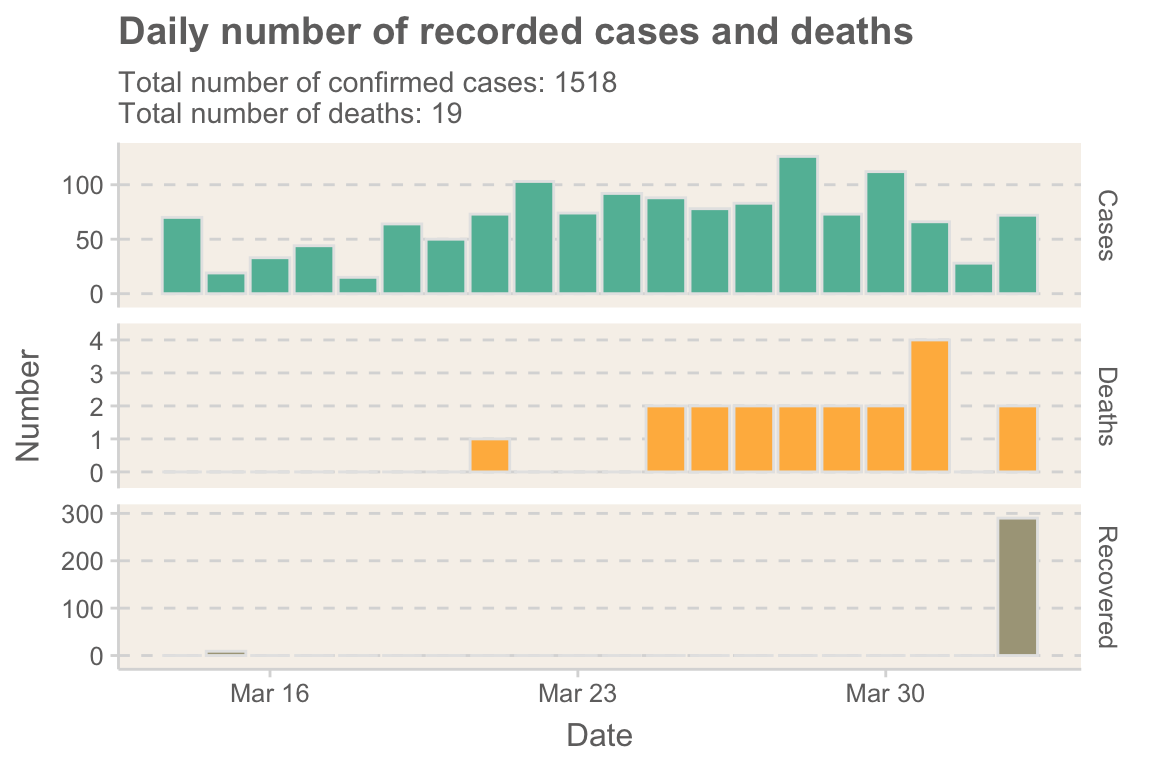 Daily number of recorded cases and deaths
Total number of confirmed cases: 1518
Total number of deaths: 19
100
50
0
Cases
4
3
2
1
0
Deaths
300
200
100
0
Recovered
Number
Mar 16
Mar 23
Mar 30
Date